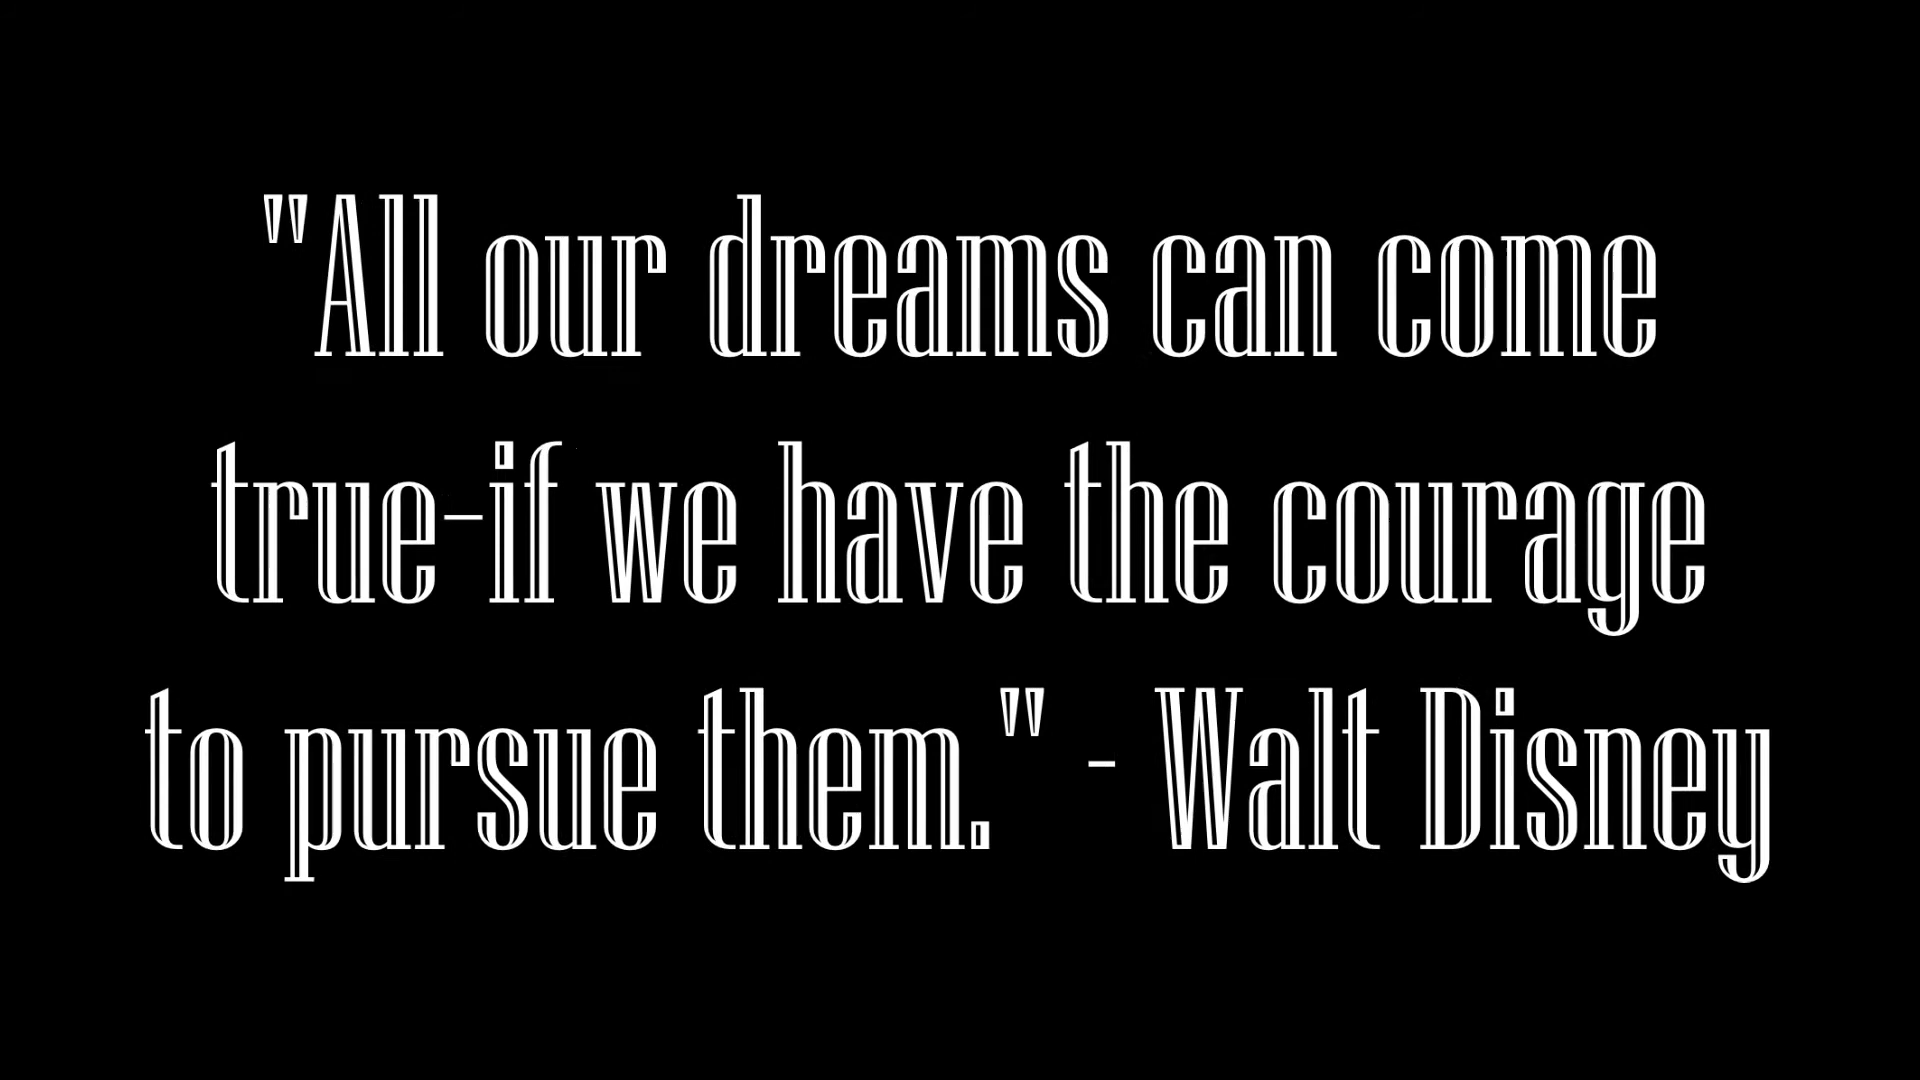 "All our dreams can come
true-if we have the courage
to pursue them." - Walt Disney